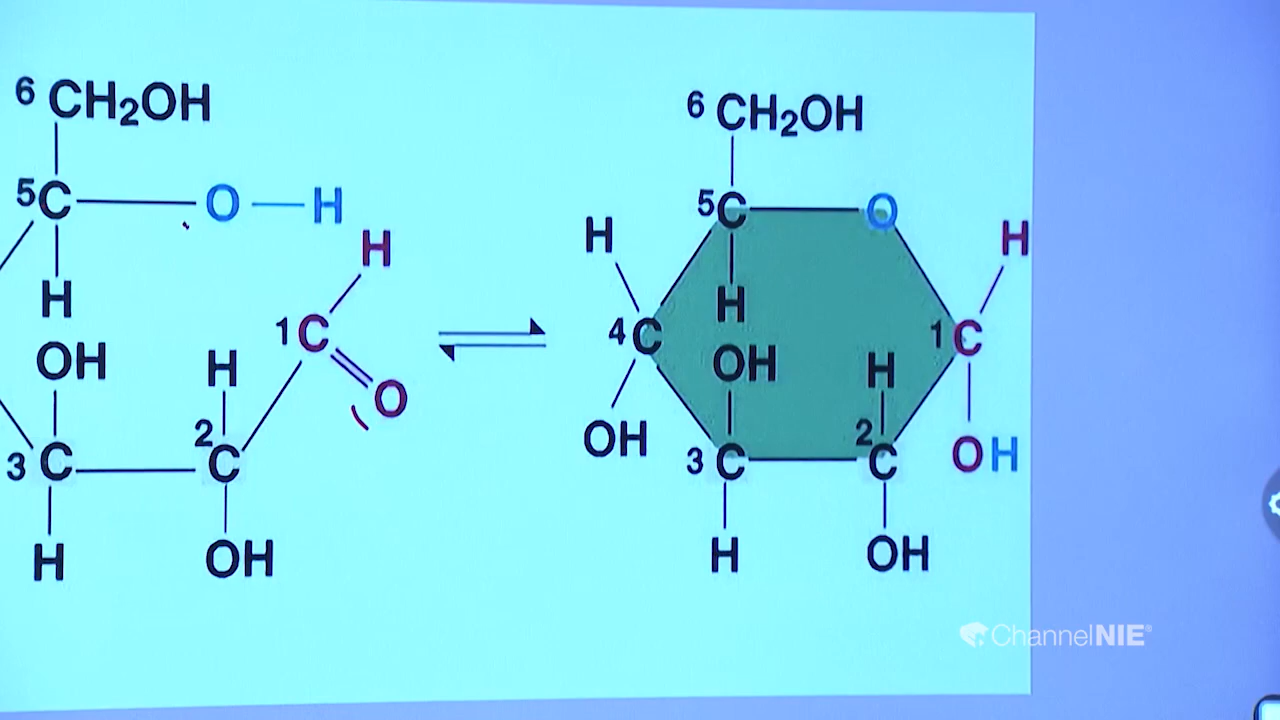 6 CH2OH
5C O H
H
OH
H
1C
H
O
2
3 C C
H OH
6 CH2OH
5C O
H H
H
4C 1C
OH H
OH OH
2
3 C C
H OH
ChannelNIE®